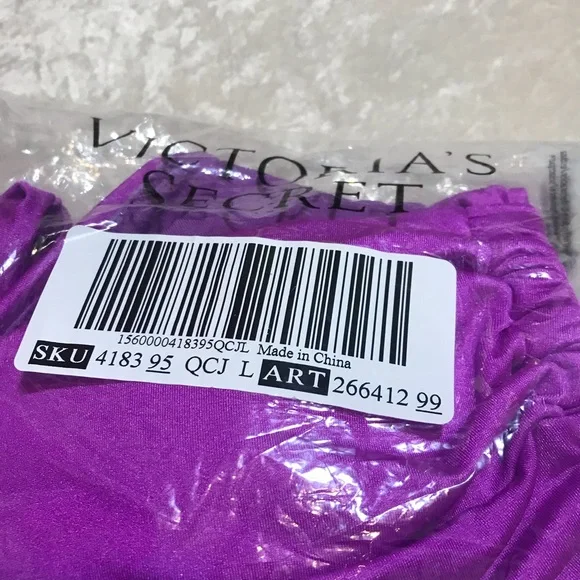 VICTORIA'S
SECRET
1560000418395QCJL Made in China
SKU 4183 95 QCJ L ART 266412 99